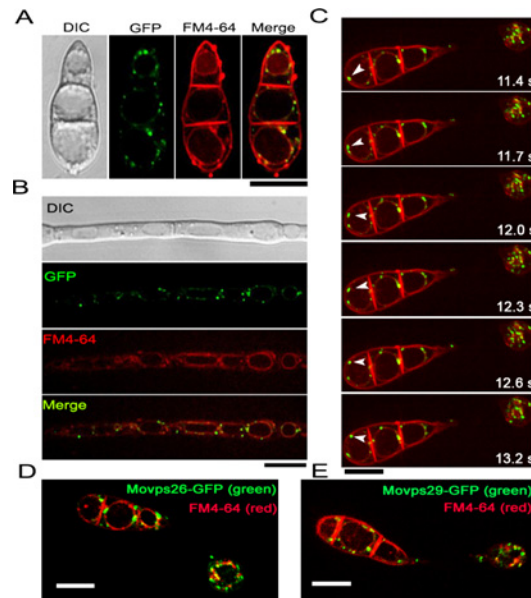 A
DIC GFP FM4-64 Merge
B
DIC
GFP
FM4-64
Merge
C
11.4 s
11.7 s
12.0 s
12.3 s
12.6 s
13.2 s
D
Movps26-GFP (green)
FM4-64 (red)
E
Movps29-GFP (green)
FM4-64 (red)